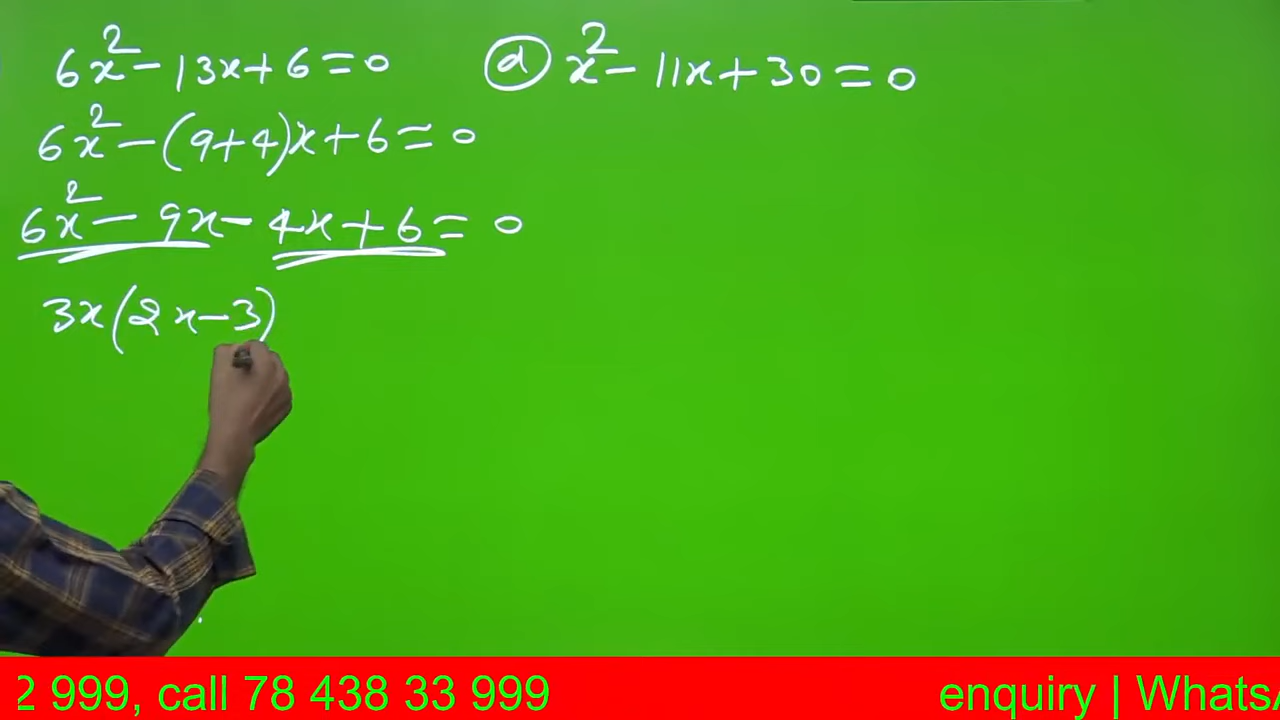 6x² - 13x + 6 = 0
6x² - (9+4)x + 6 = 0
6x² - 9x - 4x + 6 = 0
3x(2x-3)
d x² - 11x + 30 = 0
2 999, call 78 438 33 999
enquiry | Whats